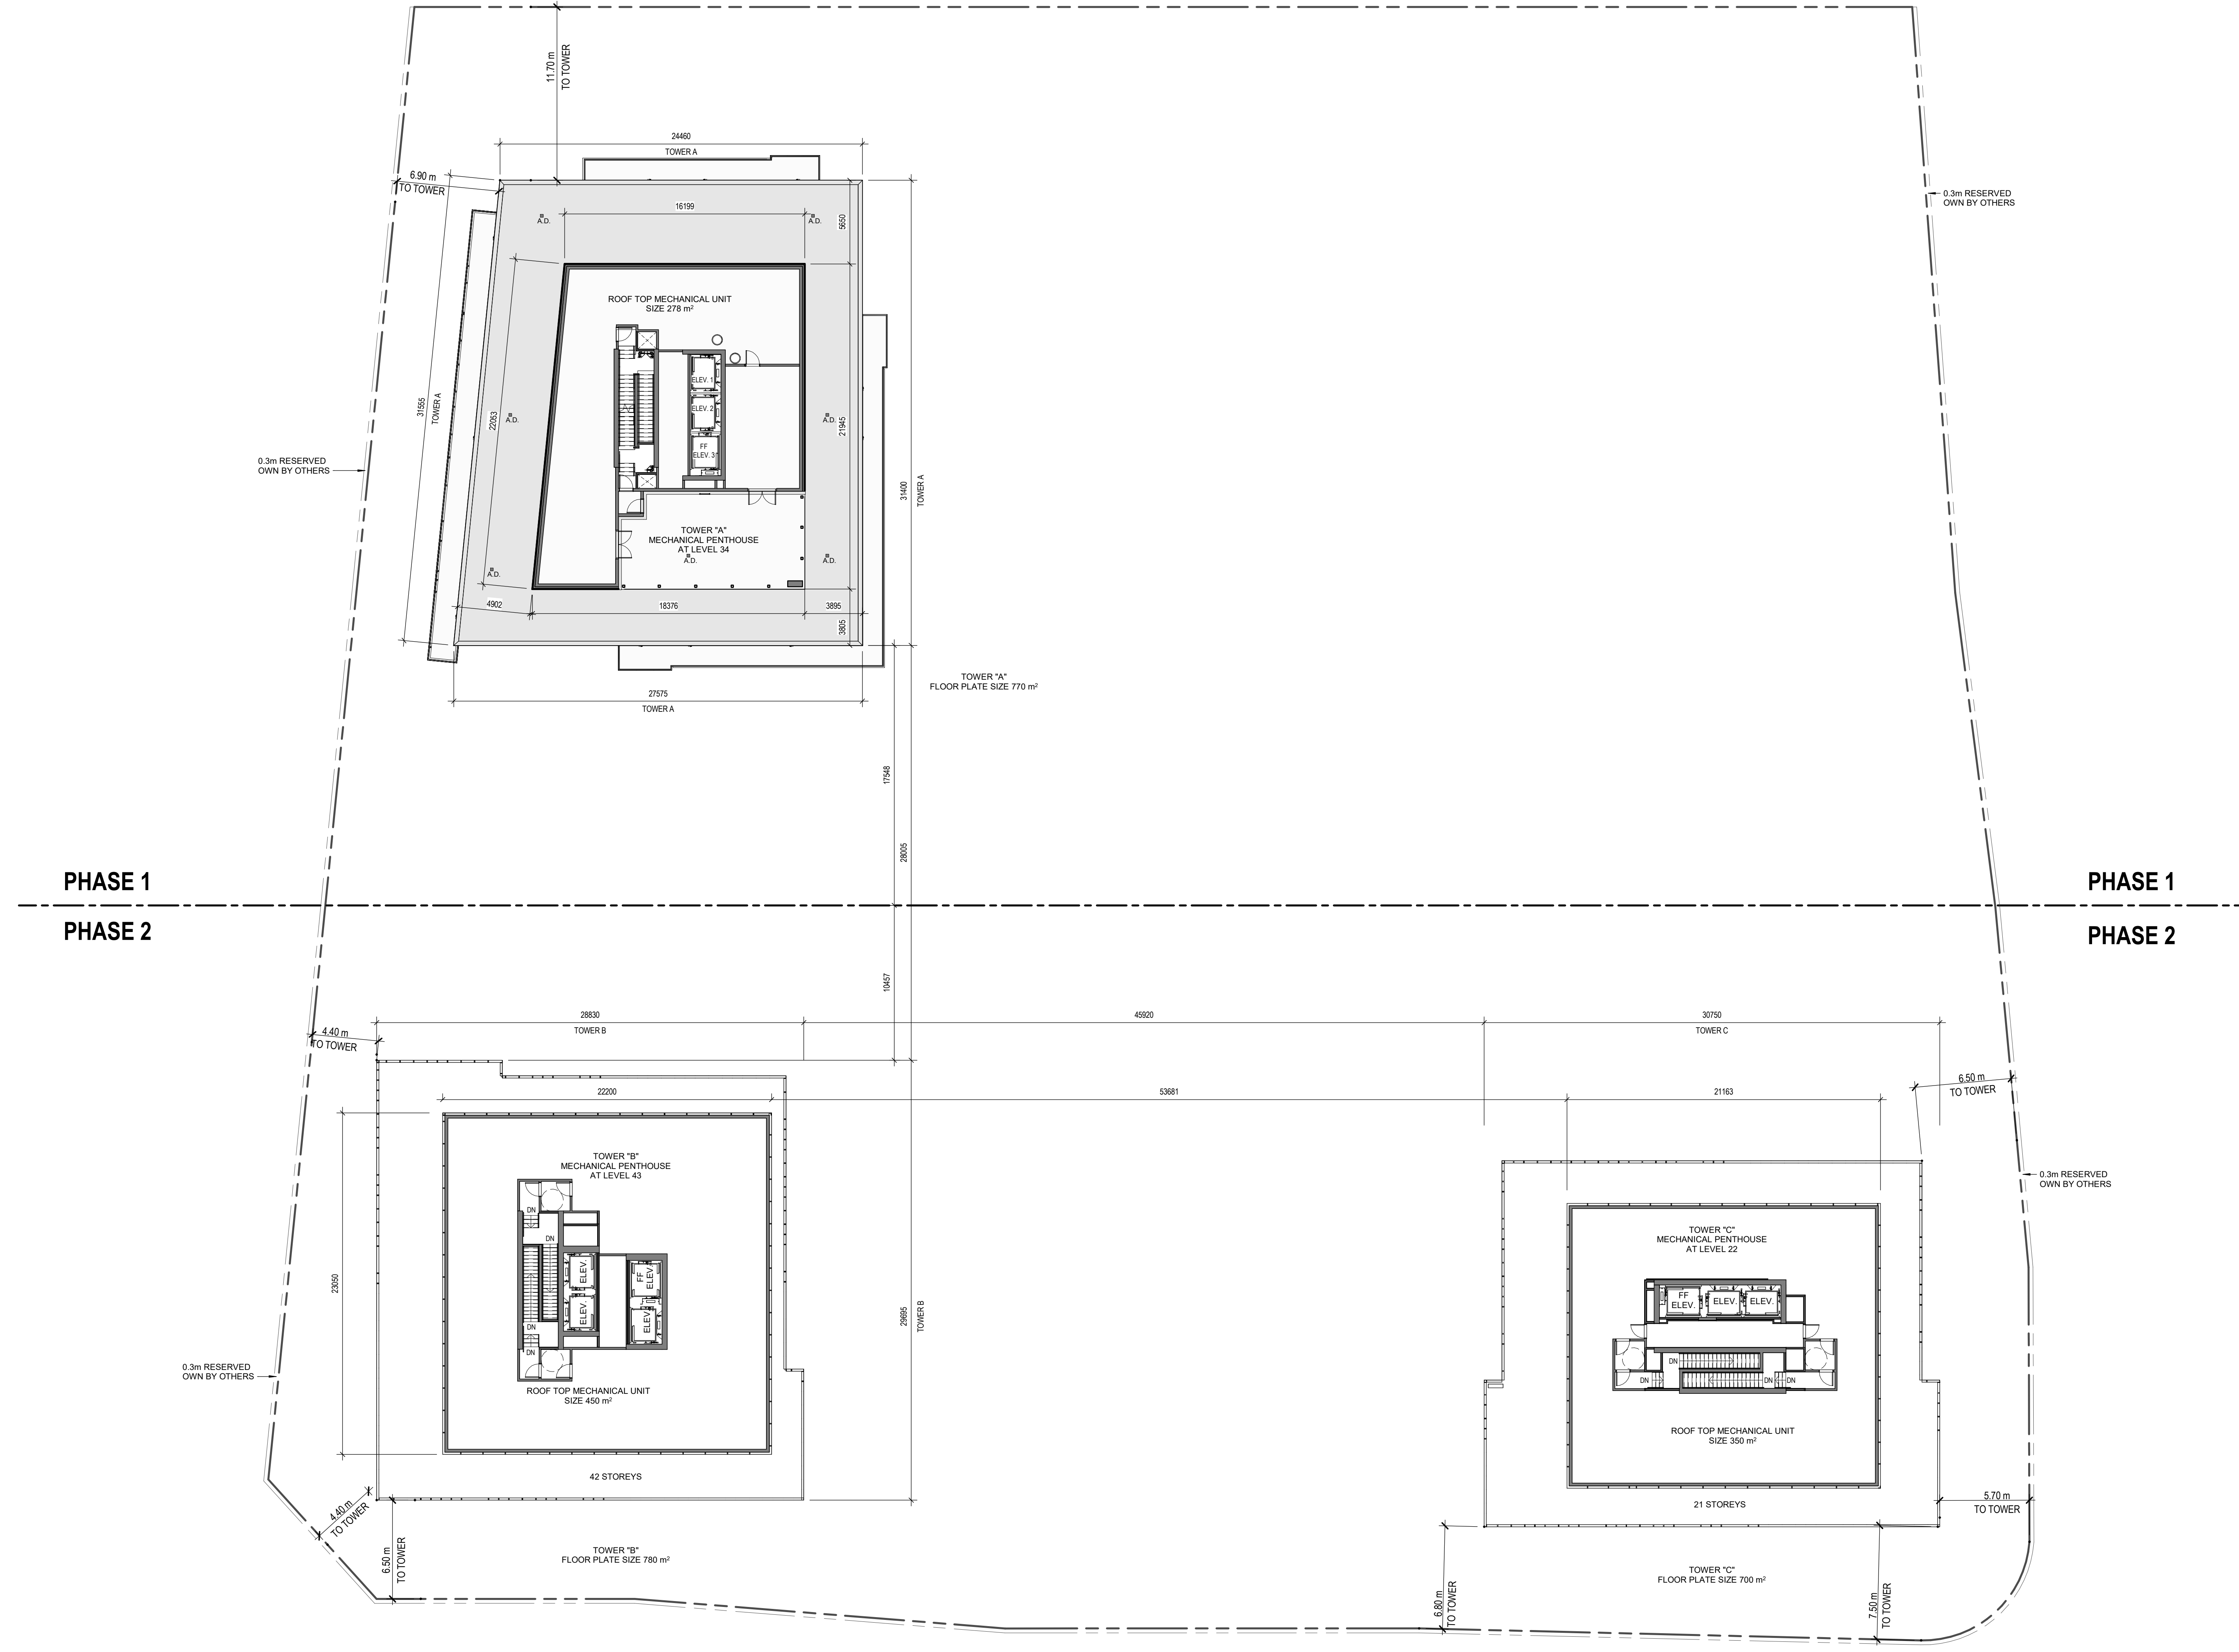 11.70 m
TO TOWER
24460
TOWER A
6.90 m
TO TOWER
0.3m RESERVED
OWN BY OTHERS
16199
A.D.
A.D.
5650
ROOF TOP MECHANICAL UNIT
SIZE 278 m²
ELEV. 1
31555
TOWER A
22053
A.D.
ELEV. 2
A.D.
21945
FF
ELEV. 3
0.3m RESERVED
OWN BY OTHERS
31400
TOWER A
TOWER "A"
MECHANICAL PENTHOUSE
AT LEVEL 34
A.D.
A.D.
A.D.
4902
18376
3895
3805
TOWER "A"
FLOOR PLATE SIZE 770 m²
27575
TOWER A
17548
28005
PHASE 1
PHASE 1
PHASE 2
PHASE 2
10457
28830
TOWER B
45920
30750
TOWER C
4.40 m
TO TOWER
22200
53681
21163
6.50 m
TO TOWER
TOWER "B"
MECHANICAL PENTHOUSE
AT LEVEL 43
0.3m RESERVED
OWN BY OTHERS
DN
DN
ELEV.
FF
ELEV.
ELEV.
ELEV.
DN
DN
23050
29695
TOWER B
TOWER "C"
MECHANICAL PENTHOUSE
AT LEVEL 22
FF
ELEV.
ELEV.
ELEV.
DN
DN
DN
DN
0.3m RESERVED
OWN BY OTHERS
ROOF TOP MECHANICAL UNIT
SIZE 450 m²
ROOF TOP MECHANICAL UNIT
SIZE 350 m²
42 STOREYS
21 STOREYS
4.40 m
TO TOWER
5.70 m
TO TOWER
6.50 m
TO TOWER
TOWER "B"
FLOOR PLATE SIZE 780 m²
TOWER "C"
FLOOR PLATE SIZE 700 m²
6.80 m
TO TOWER
7.50 m
TO TOWER